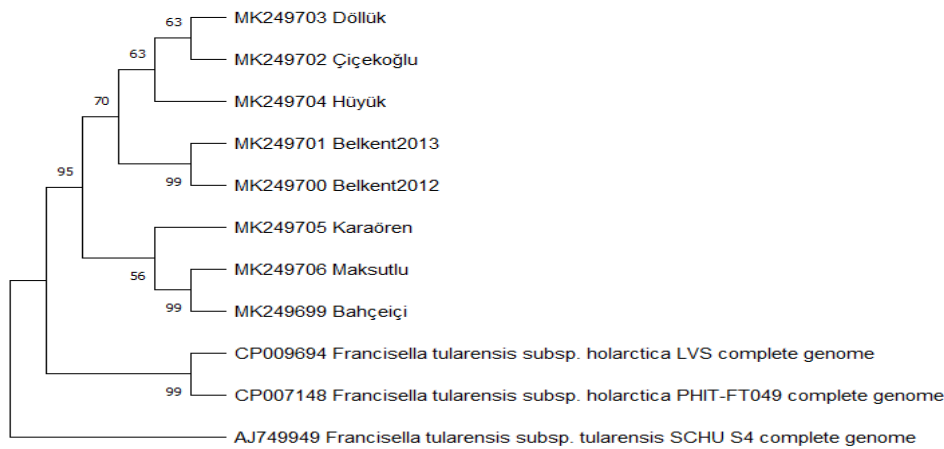 63
MK249703 Döllük
63
MK249702 Çiçekoğlu
70
MK249704 Hüyük
MK249701 Belkent2013
95
99
MK249700 Belkent2012
MK249705 Karaören
56
MK249706 Maksutlu
99
MK249699 Bahçeiçi
CP009694 Francisella tularensis subsp. holarctica LVS complete genome
99
CP007148 Francisella tularensis subsp. holarctica PHIT-FT049 complete genome
AJ749949 Francisella tularensis subsp. tularensis SCHU S4 complete genome